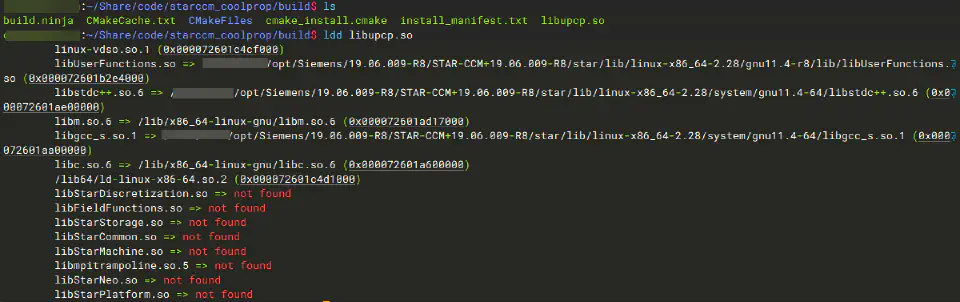 :~/Share/code/starccm_coolprop/build$ ls
build.ninja CMakeCache.txt CMakeFiles cmake_install.cmake install_manifest.txt libupcp.so
:~/Share/code/starccm_coolprop/build$ ldd libupcp.so
linux-vdso.so.1 (0x000072601c4cf000)
libUserFunctions.so => /opt/Siemens/19.06.009-R8/STAR-CCM+19.06.009-R8/star/lib/linux-x86_64-2.28/gnu11.4-r8/lib/libUserFunctions.
so (0x000072601b2e4000)
libstdc++.so.6 => / /opt/Siemens/19.06.009-R8/STAR-CCM+19.06.009-R8/star/lib/linux-x86_64-2.28/system/gnu11.4-64/libstdc++.so.6 (0x0
00072601ae00000)
libm.so.6 => /lib/x86_64-linux-gnu/libm.so.6 (0x000072601ad17000)
libgcc_s.so.1 => /opt/Siemens/19.06.009-R8/STAR-CCM+19.06.009-R8/star/lib/linux-x86_64-2.28/system/gnu11.4-64/libgcc_s.so.1 (0x000
072601aa00000)
libc.so.6 => /lib/x86_64-linux-gnu/libc.so.6 (0x000072601a600000)
/lib64/ld-linux-x86-64.so.2 (0x000072601c4d1000)
libStarDiscretization.so => not found
libFieldFunctions.so => not found
libStarStorage.so => not found
libStarCommon.so => not found
libStarMachine.so => not found
libmpitrampoline.so.5 => not found
libStarNeo.so => not found
libStarPlatform.so => not found